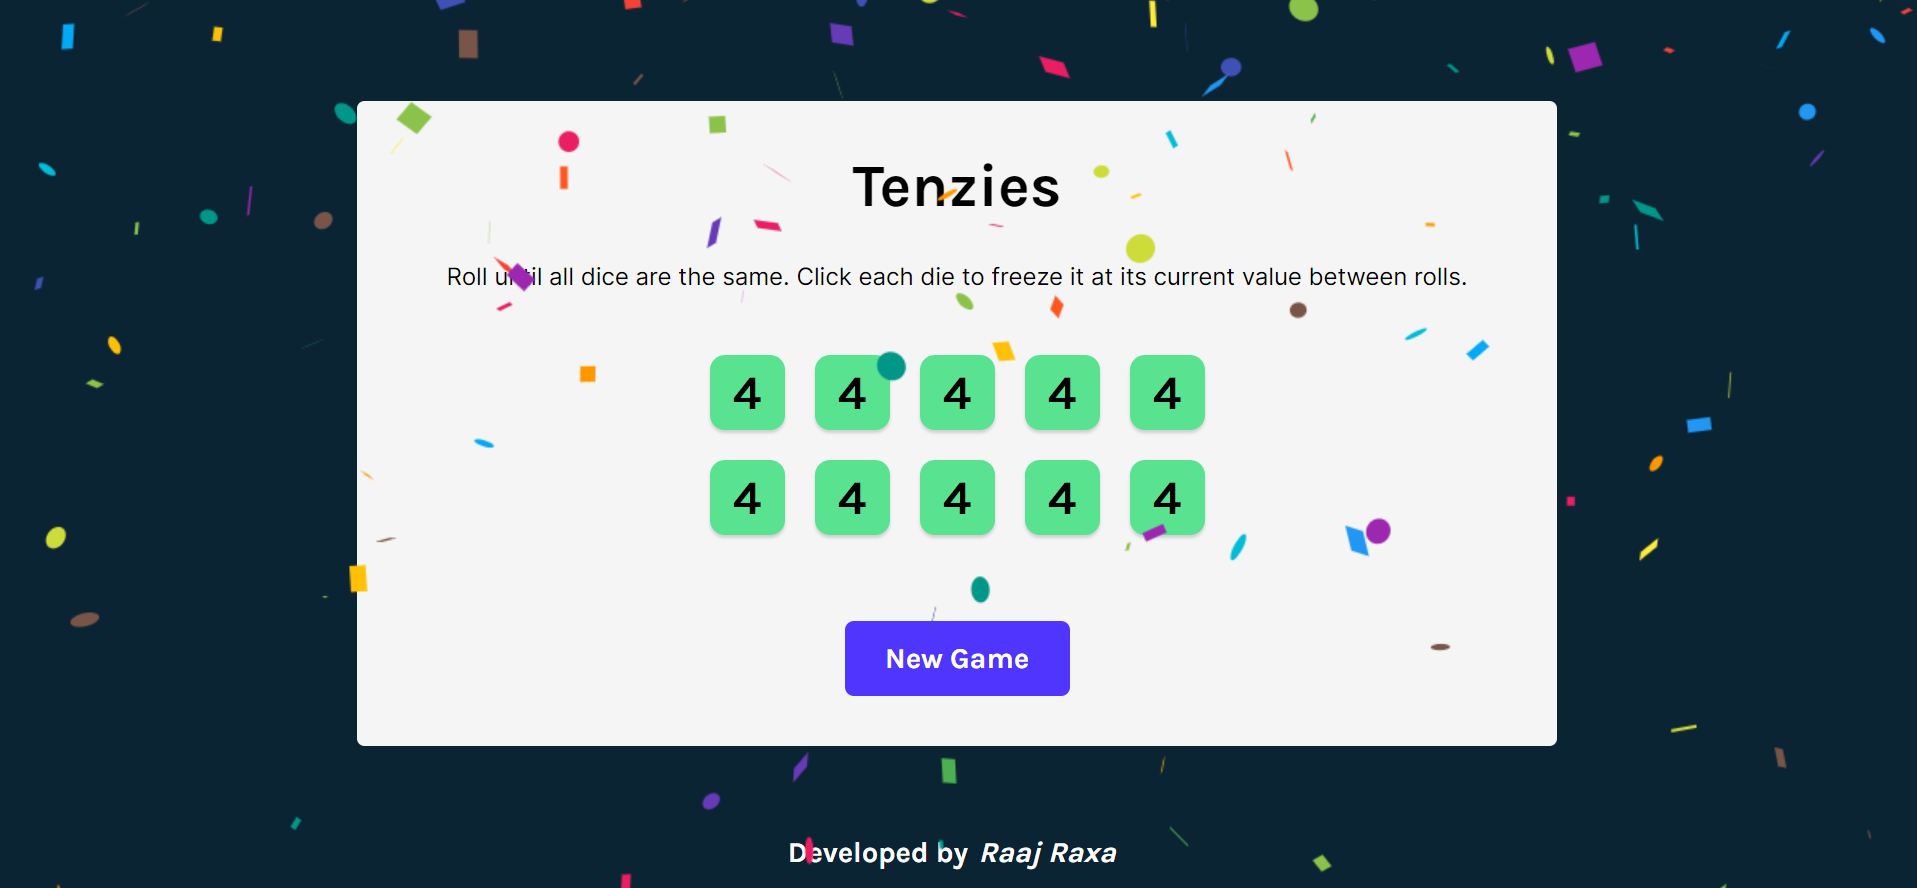 Tenzies
Roll until all dice are the same. Click each die to freeze it at its current value between rolls.
4 4 4 4 4
4 4 4 4 4
New Game
Developed by Raaj Raxa